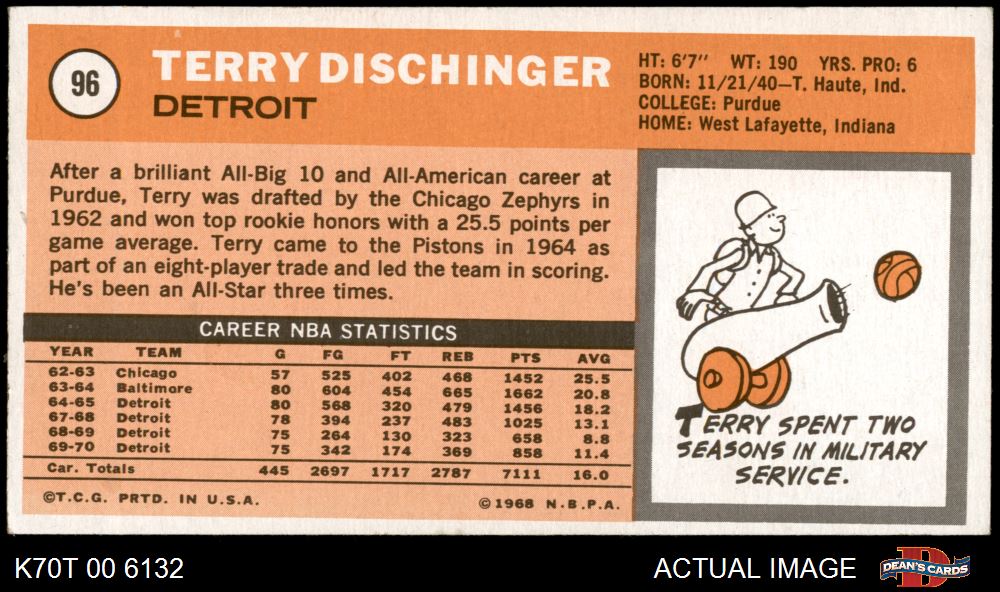 96
TERRY DISCHINGER
DETROIT
HT: 6'7" WT: 190 YRS. PRO: 6
BORN: 11/21/40—T. Haute, Ind.
COLLEGE: Purdue
HOME: West Lafayette, Indiana
After a brilliant All-Big 10 and All-American career at
Purdue, Terry was drafted by the Chicago Zephyrs in
1962 and won top rookie honors with a 25.5 points per
game average. Terry came to the Pistons in 1964 as
part of an eight-player trade and led the team in scoring.
He's been an All-Star three times.
CAREER NBA STATISTICS
YEAR TEAM G FG FT REB PTS AVG
62-63 Chicago 57 525 402 468 1452 25.5
63-64 Baltimore 80 604 454 665 1662 20.8
64-65 Detroit 80 568 320 479 1456 18.2
67-68 Detroit 78 394 237 483 1025 13.1
68-69 Detroit 75 264 130 323 658 8.8
69-70 Detroit 75 342 174 369 858 11.4
Car. Totals 445 2697 1717 2787 7111 16.0
©T.C.G. PRTD. IN U.S.A. ©1968 N.B.P.A.
TERRY SPENT TWO
SEASONS IN MILITARY
SERVICE.
K70T 00 6132
ACTUAL IMAGE
D
DEAN'S CARDS